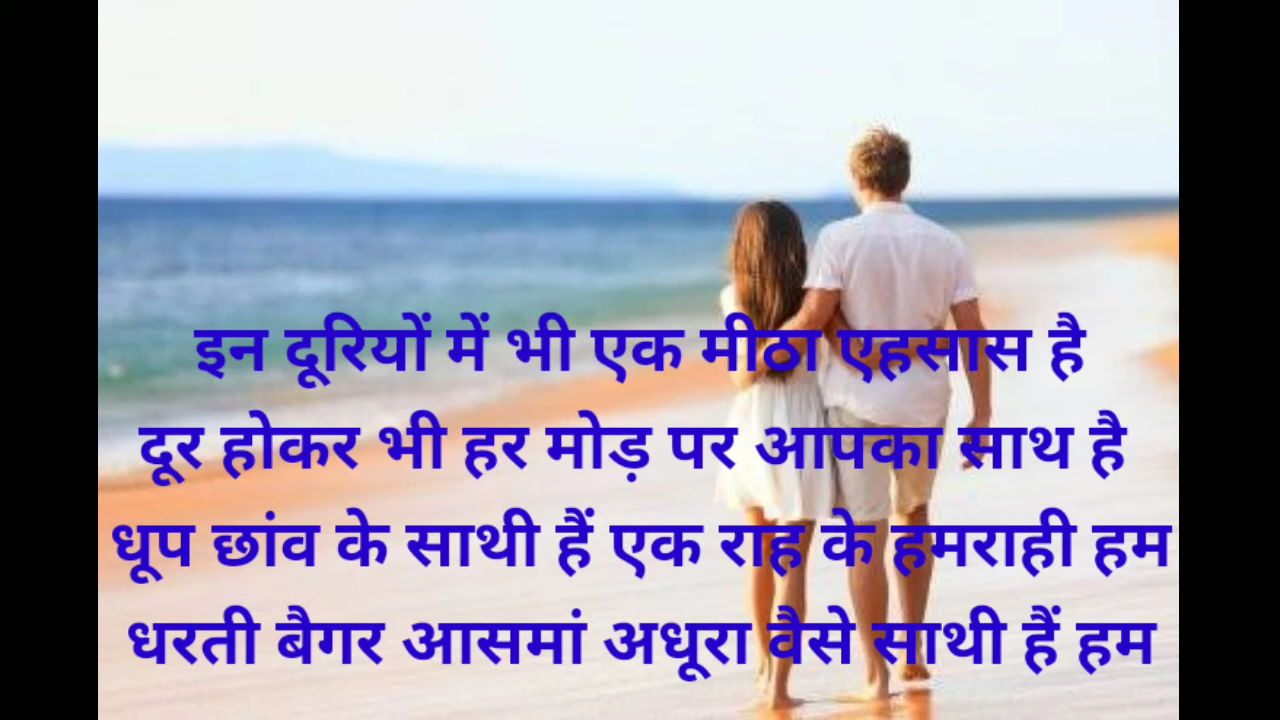 इन दूरियों में भी एक मीठा एहसास है
दूर होकर भी हर मोड़ पर आपका साथ है
धूप छांव के साथी हैं एक राह के हमराही हम
धरती बैगर आसमां अधूरा वैसे साथी हैं हम